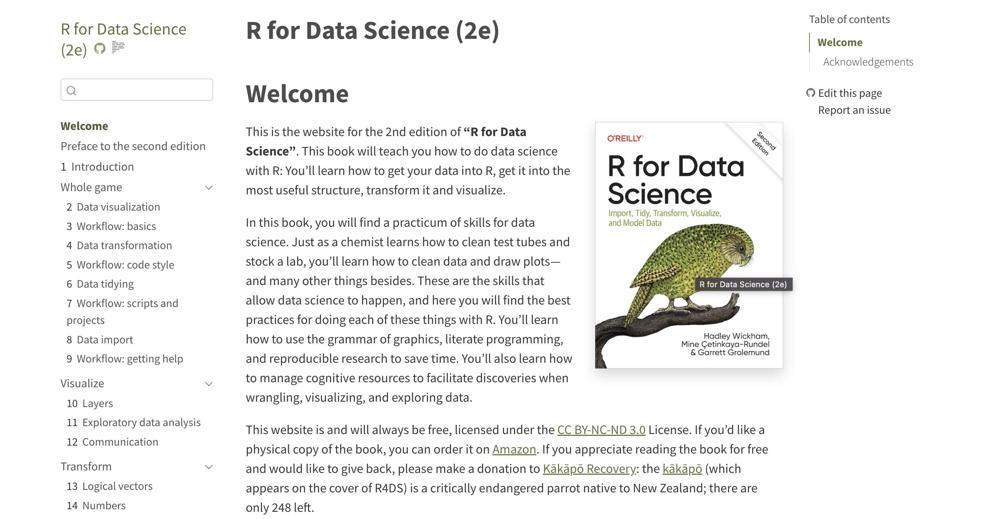 R for Data Science
(2e)
Welcome
Preface to the second edition
1 Introduction
Whole game
2 Data visualization
3 Workflow: basics
4 Data transformation
5 Workflow: code style
6 Data tidying
7 Workflow: scripts and
projects
8 Data import
9 Workflow: getting help
Visualize
10 Layers
11 Exploratory data analysis
12 Communication
Transform
13 Logical vectors
14 Numbers
R for Data Science (2e)
Welcome
This is the website for the 2nd edition of “R for Data
Science”. This book will teach you how to do data science
with R: You’ll learn how to get your data into R, get it into the
most useful structure, transform it and visualize.
In this book, you will find a practicum of skills for data
science. Just as a chemist learns how to clean test tubes and
stock a lab, you’ll learn how to clean data and draw plots—
and many other things besides. These are the skills that
allow data science to happen, and here you will find the best
practices for doing each of these things with R. You’ll learn
how to use the grammar of graphics, literate programming,
and reproducible research to save time. You’ll also learn how
to manage cognitive resources to facilitate discoveries when
wrangling, visualizing, and exploring data.
O'REILLY
Second
Edition
R for Data
Science
Import, Tidy, Transform, Visualize,
and Model Data
R for Data Science (2e)
Hadley Wickham,
Mine Çetinkaya-Rundel
& Garrett Grolemund
This website is and will always be free, licensed under the CC BY-NC-ND 3.0 License. If you’d like a
physical copy of the book, you can order it on Amazon. If you appreciate reading the book for free
and would like to give back, please make a donation to Kākāpō Recovery: the kākāpō (which
appears on the cover of R4DS) is a critically endangered parrot native to New Zealand; there are
only 248 left.
Table of contents
Welcome
Acknowledgements
Edit this page
Report an issue